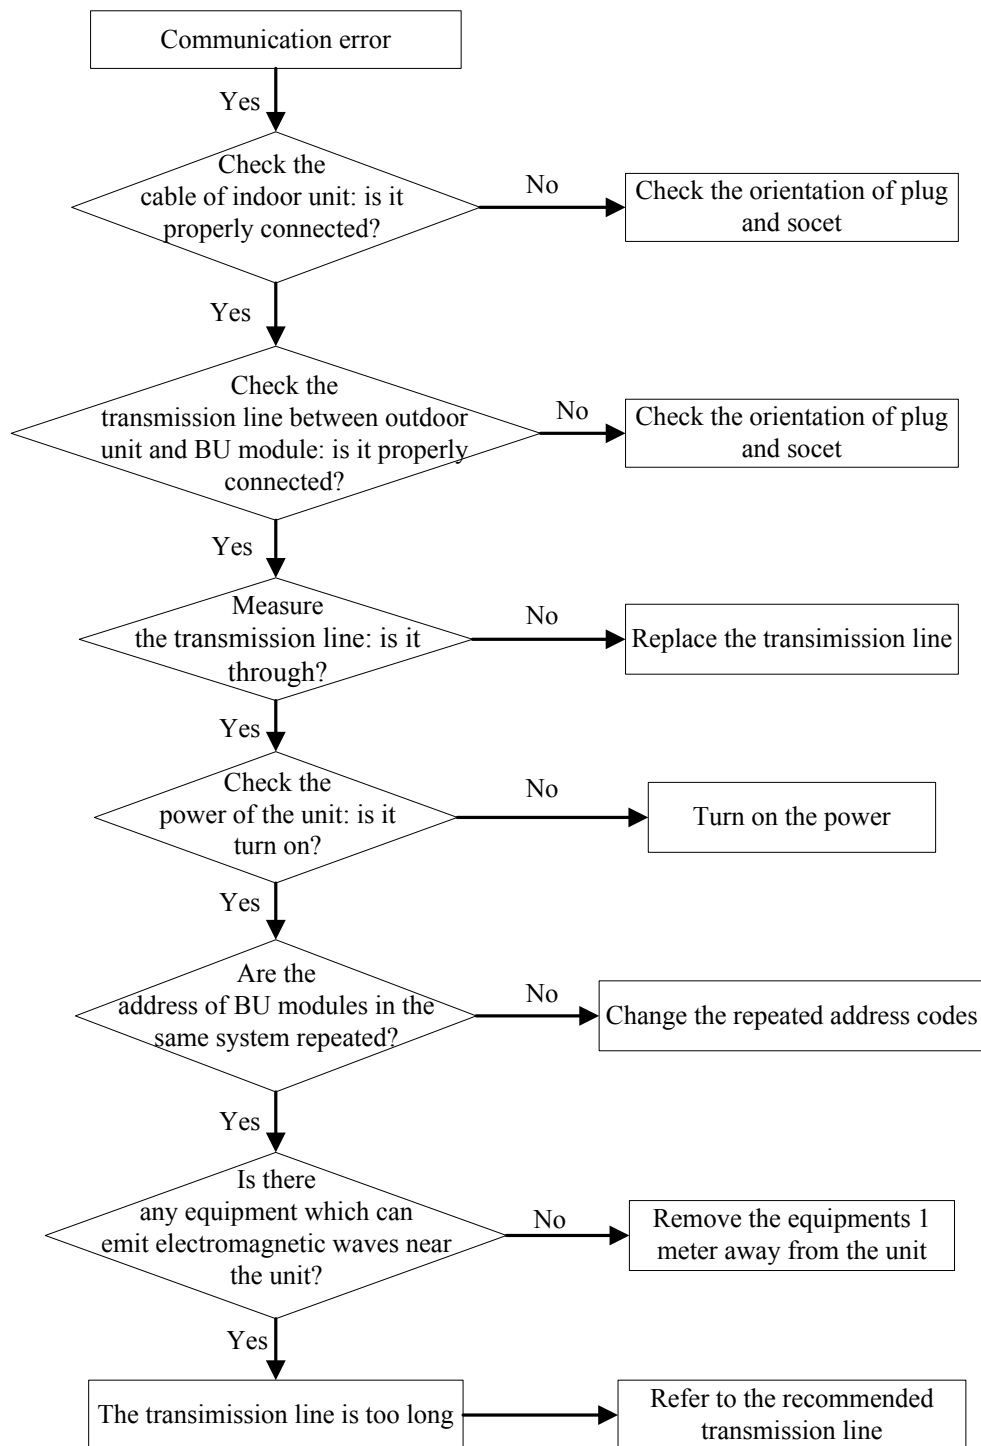 Communication error
Yes
Check the
cable of indoor unit: is it
properly connected?
No
Check the orientation of plug
and socet
Yes
Check the
transmission line between outdoor
unit and BU module: is it properly
connected?
No
Check the orientation of plug
and socet
Yes
Measure
the transmission line: is it
through?
No
Replace the transimission line
Yes
Check the
power of the unit: is it
turn on?
No
Turn on the power
Yes
Are the
address of BU modules in the
same system repeated?
No
Change the repeated address codes
Yes
Is there
any equipment which can
emit electromagnetic waves near
the unit?
No
Remove the equipments 1
meter away from the unit
Yes
The transimission line is too long
Refer to the recommended
transmission line